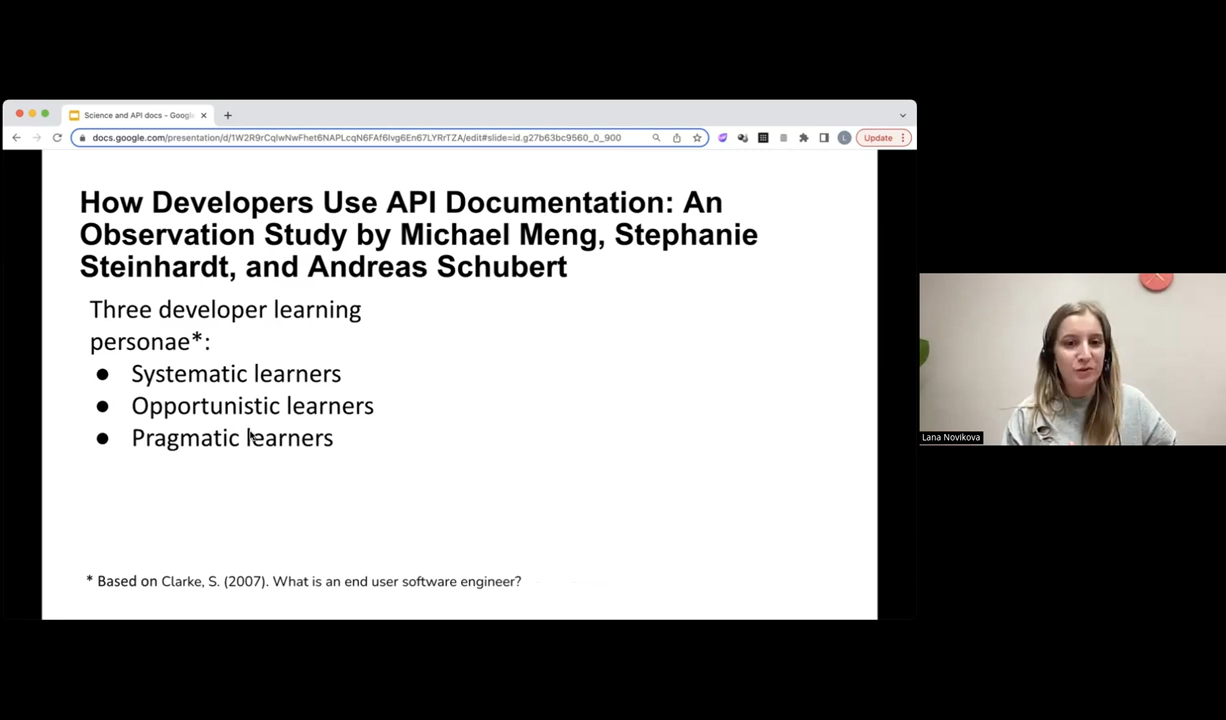 Science and API docs - Googl
docs.google.com/presentation/d/1W2R9rCqlwNwFhet6NAPLcqN6FAf6Ivg6En67LYRrTZA/edit#slide=id.g27b63bc9560_0_900
L
Update
How Developers Use API Documentation: An
Observation Study by Michael Meng, Stephanie
Steinhardt, and Andreas Schubert
Three developer learning
personae*:
● Systematic learners
● Opportunistic learners
● Pragmatic learners
* Based on Clarke, S. (2007). What is an end user software engineer?
Lana Novikova